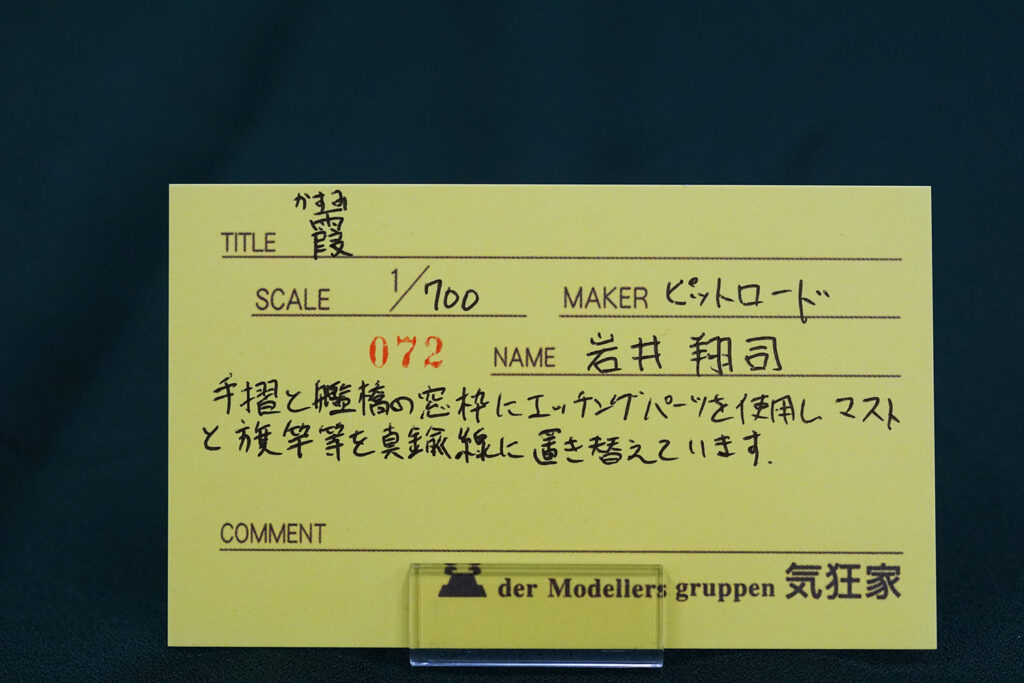 かすみ
TITLE 霞
SCALE 1/700 MAKER ピットロード
072 NAME 岩井 翔司
手摺と艦橋の窓枠にエッチングパーツを使用し マスト
と旗竿等を真鍮線に置き替えています.
COMMENT
der Modellers gruppen 気狂家